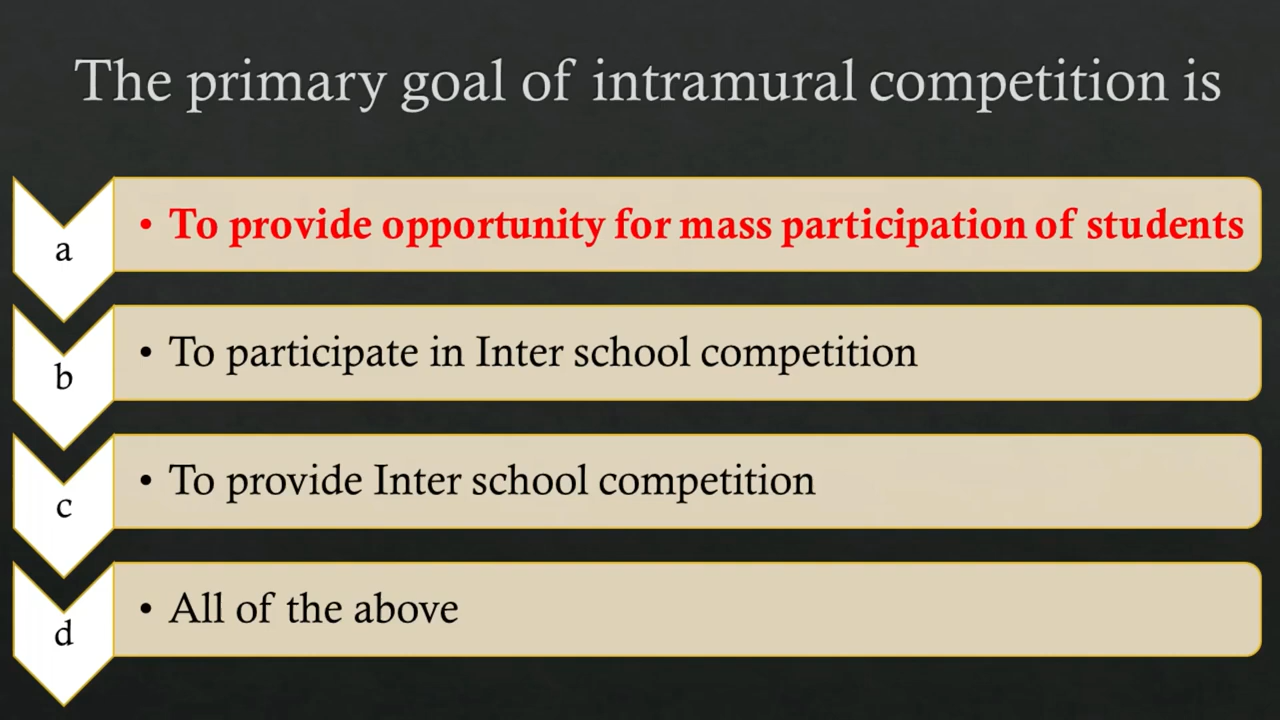 The primary goal of intramural competition is
a
• To provide opportunity for mass participation of students
b
• To participate in Inter school competition
c
• To provide Inter school competition
d
• All of the above